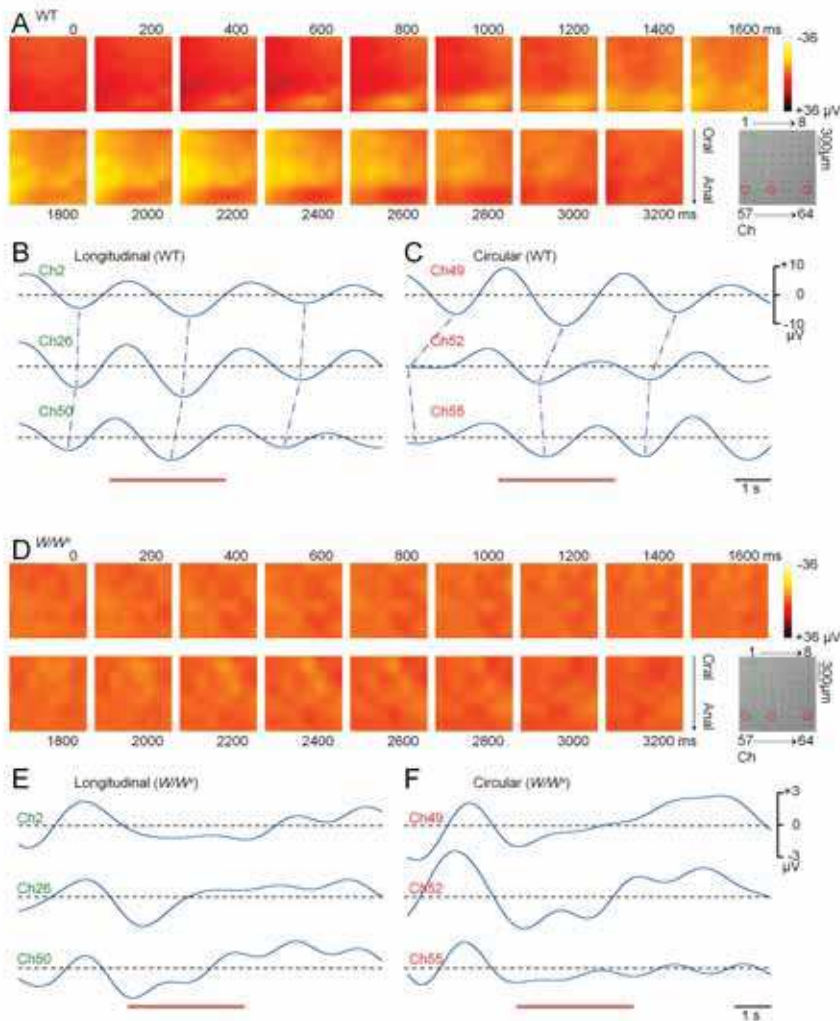 A WT
0 200 400 600 800 1000 1200 1400 1600 ms
-36
+36 µV
1 8
300µm
Oral Anal
1800 2000 2200 2400 2600 2800 3000 3200 ms
57 64
Ch
B Longitudinal (WT)
Ch2
Ch26
Ch50
C Circular (WT)
Ch49
Ch52
Ch55
+10
0
-10
µV
1 s
D W/Wᵛ
0 200 400 600 800 1000 1200 1400 1600 ms
-36
+36 µV
1 8
300µm
Oral Anal
1800 2000 2200 2400 2600 2800 3000 3200 ms
57 64
Ch
E Longitudinal (W/Wᵛ)
Ch2
Ch26
Ch50
F Circular (W/Wᵛ)
Ch49
Ch52
Ch55
+3
0
-3
µV
1 s